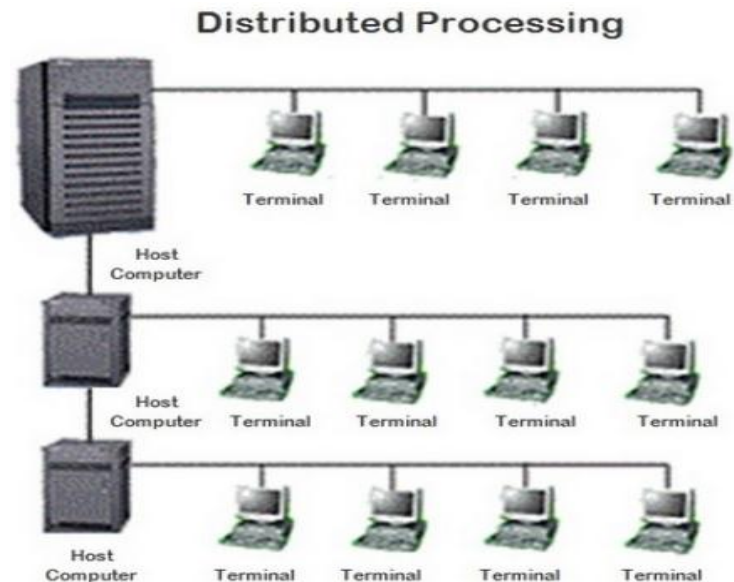 Distributed Processing
Terminal Terminal Terminal Terminal
Host
Computer
Host
Computer Terminal Terminal Terminal Terminal
Host
Computer Terminal Terminal Terminal Terminal